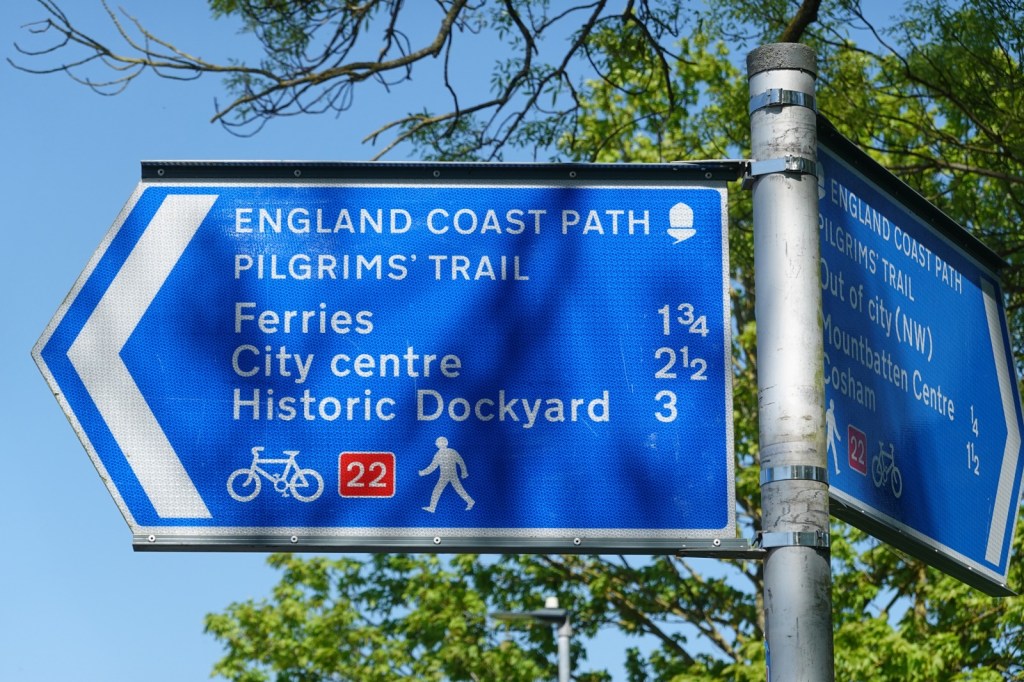 ENGLAND COAST PATH
PILGRIMS' TRAIL
Ferries 1¾
City centre 2½
Historic Dockyard 3
22
ENGLAND COAST PATH
PILGRIMS' TRAIL
Out of city (NW)
Mountbatten Centre ¼
Cosham 1½
22